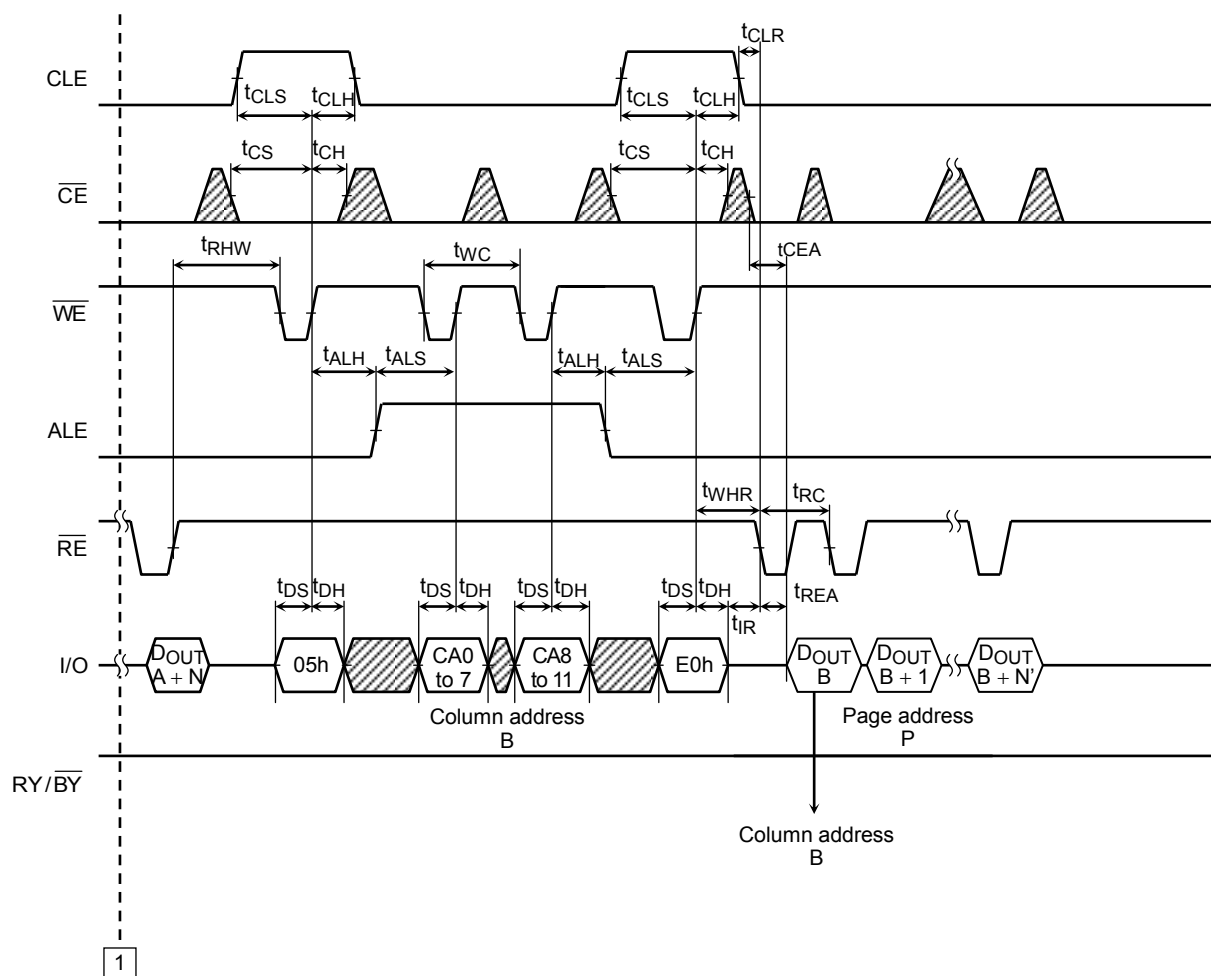 tCLR
CLE
tCLS tCLH tCLS tCLH
tCS tCH tCS tCH
CE
tRHW tWC tCEA
WE
tALH tALS tALH tALS
ALE
tWHR tRC
RE
tDS tDH tDS tDH tDS tDH tDS tDH tREA
tIR
I/O
DOUT A + N
05h
CA0 to 7
CA8 to 11
E0h
DOUT B
DOUT B + 1
DOUT B + N’
Column address
B
Page address
P
RY/BY
Column address
B
1